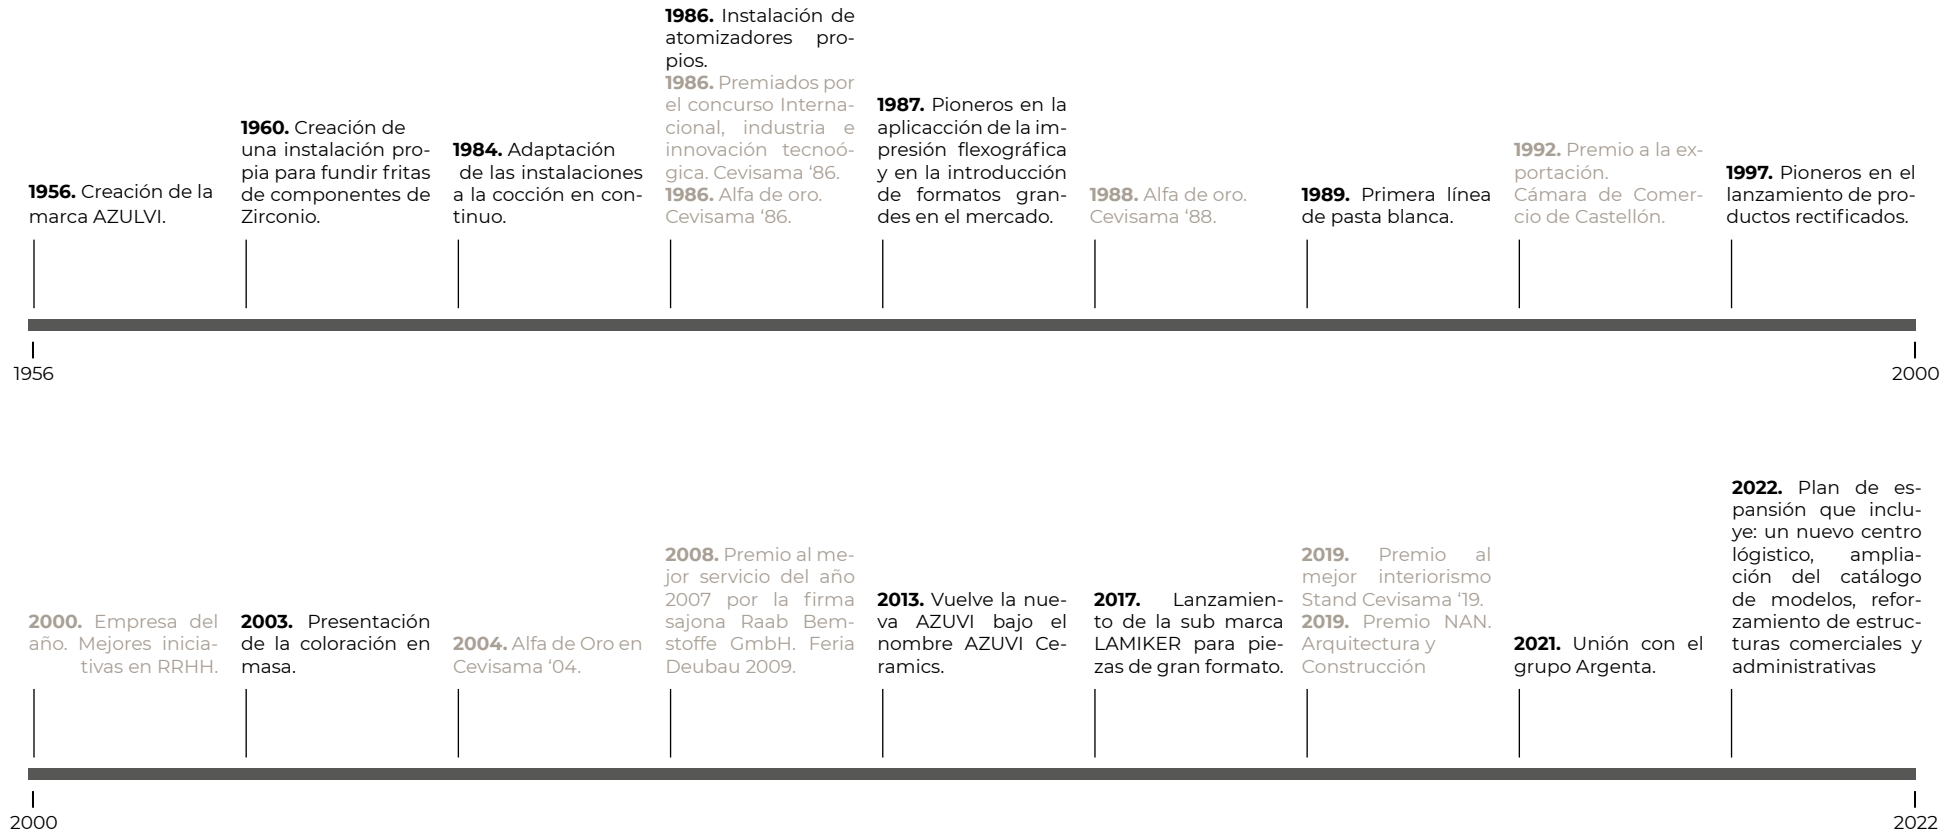 1956. Creación de la
marca AZULVI.
1960. Creación de
una instalación pro-
pia para fundir fritas
de componentes de
Zirconio.
1984. Adaptación
de las instalaciones
a la cocción en con-
tinuo.
1986. Instalación de
atomizadores pro-
pios.
1986. Premiados por
el concurso Interna-
cional, industria e
innovación tecnoó-
gica. Cevisama ‘86.
1986. Alfa de oro.
Cevisama ‘86.
1987. Pioneros en la
aplicacción de la im-
presión flexográfica
y en la introducción
de formatos gran-
des en el mercado.
1988. Alfa de oro.
Cevisama ‘88.
1989. Primera línea
de pasta blanca.
1992. Premio a la ex-
portación.
Cámara de Comer-
cio de Castellón.
1997. Pioneros en el
lanzamiento de pro-
ductos rectificados.
1956
2000
2000. Empresa del
año. Mejores inicia-
tivas en RRHH.
2003. Presentación
de la coloración en
masa.
2004. Alfa de Oro en
Cevisama ‘04.
2008. Premio al me-
jor servicio del año
2007 por la firma
sajona Raab Bem-
stoffe GmbH. Feria
Deubau 2009.
2013. Vuelve la nue-
va AZUVI bajo el
nombre AZUVI Ce-
ramics.
2017. Lanzamien-
to de la sub marca
LAMIKER para pie-
zas de gran formato.
2019. Premio al
mejor interiorismo
Stand Cevisama ‘19.
2019. Premio NAN.
Arquitectura y
Construcción
2021. Unión con el
grupo Argenta.
2022. Plan de es-
pansión que inclu-
ye: un nuevo centro
lógistico, amplia-
ción del catálogo
de modelos, refor-
zamiento de estruc-
turas comerciales y
administrativas
2000
2022